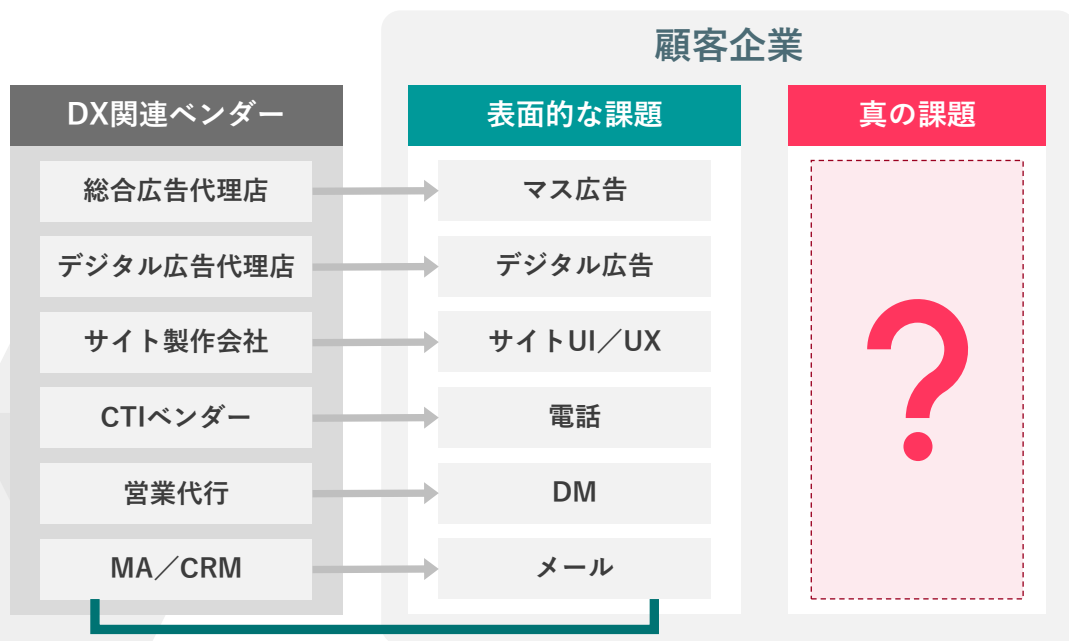 顧客企業
DX関連ベンダー
表面的な課題
真の課題
総合広告代理店
マス広告
デジタル広告代理店
デジタル広告
サイト製作会社
サイトUI／UX
CTIベンダー
電話
営業代行
DM
MA／CRM
メール
?